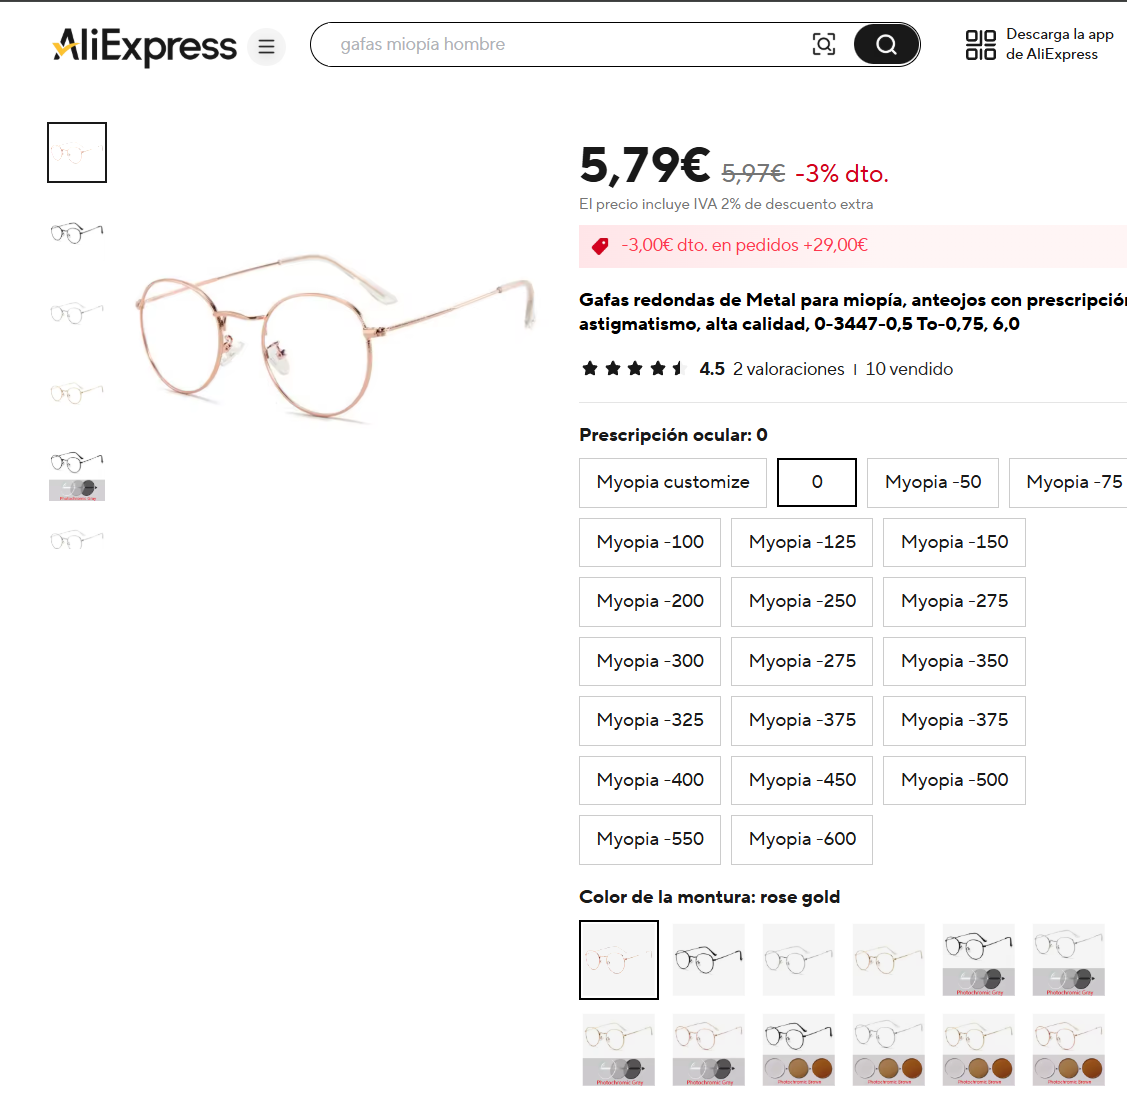 AliExpress
gafas miopía hombre
Descarga la app
de AliExpress
5,79€ 5,97€ -3% dto.
El precio incluye IVA 2% de descuento extra
-3,00€ dto. en pedidos +29,00€
Gafas redondas de Metal para miopía, anteojos con prescripción
astigmatismo, alta calidad, 0-3447-0,5 To-0,75, 6,0
4.5 2 valoraciones | 10 vendido
Prescripción ocular: 0
Myopia customize 0 Myopia -50 Myopia -75
Myopia -100 Myopia -125 Myopia -150
Myopia -200 Myopia -250 Myopia -275
Myopia -300 Myopia -275 Myopia -350
Myopia -325 Myopia -375 Myopia -375
Myopia -400 Myopia -450 Myopia -500
Myopia -550 Myopia -600
Color de la montura: rose gold
Photochromic Gray
Photochromic Gray Photochromic Gray
Photochromic Gray Photochromic Gray Photochromic Brown Photochromic Brown Photochromic Brown Photochromic Brown